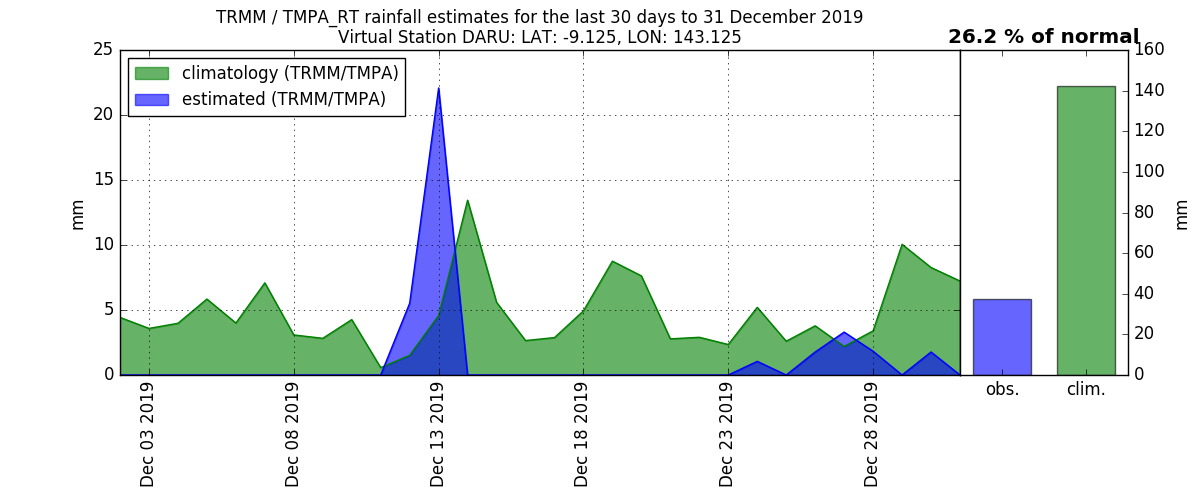 TRMM / TMPA_RT rainfall estimates for the last 30 days to 31 December 2019
Virtual Station DARU: LAT: -9.125, LON: 143.125
26.2 % of normal
climatology (TRMM/TMPA)
estimated (TRMM/TMPA)
mm
25
20
15
10
5
0
Dec 03 2019
Dec 08 2019
Dec 13 2019
Dec 18 2019
Dec 23 2019
Dec 28 2019
160
140
120
100
80
60
40
20
0
mm
obs.
clim.